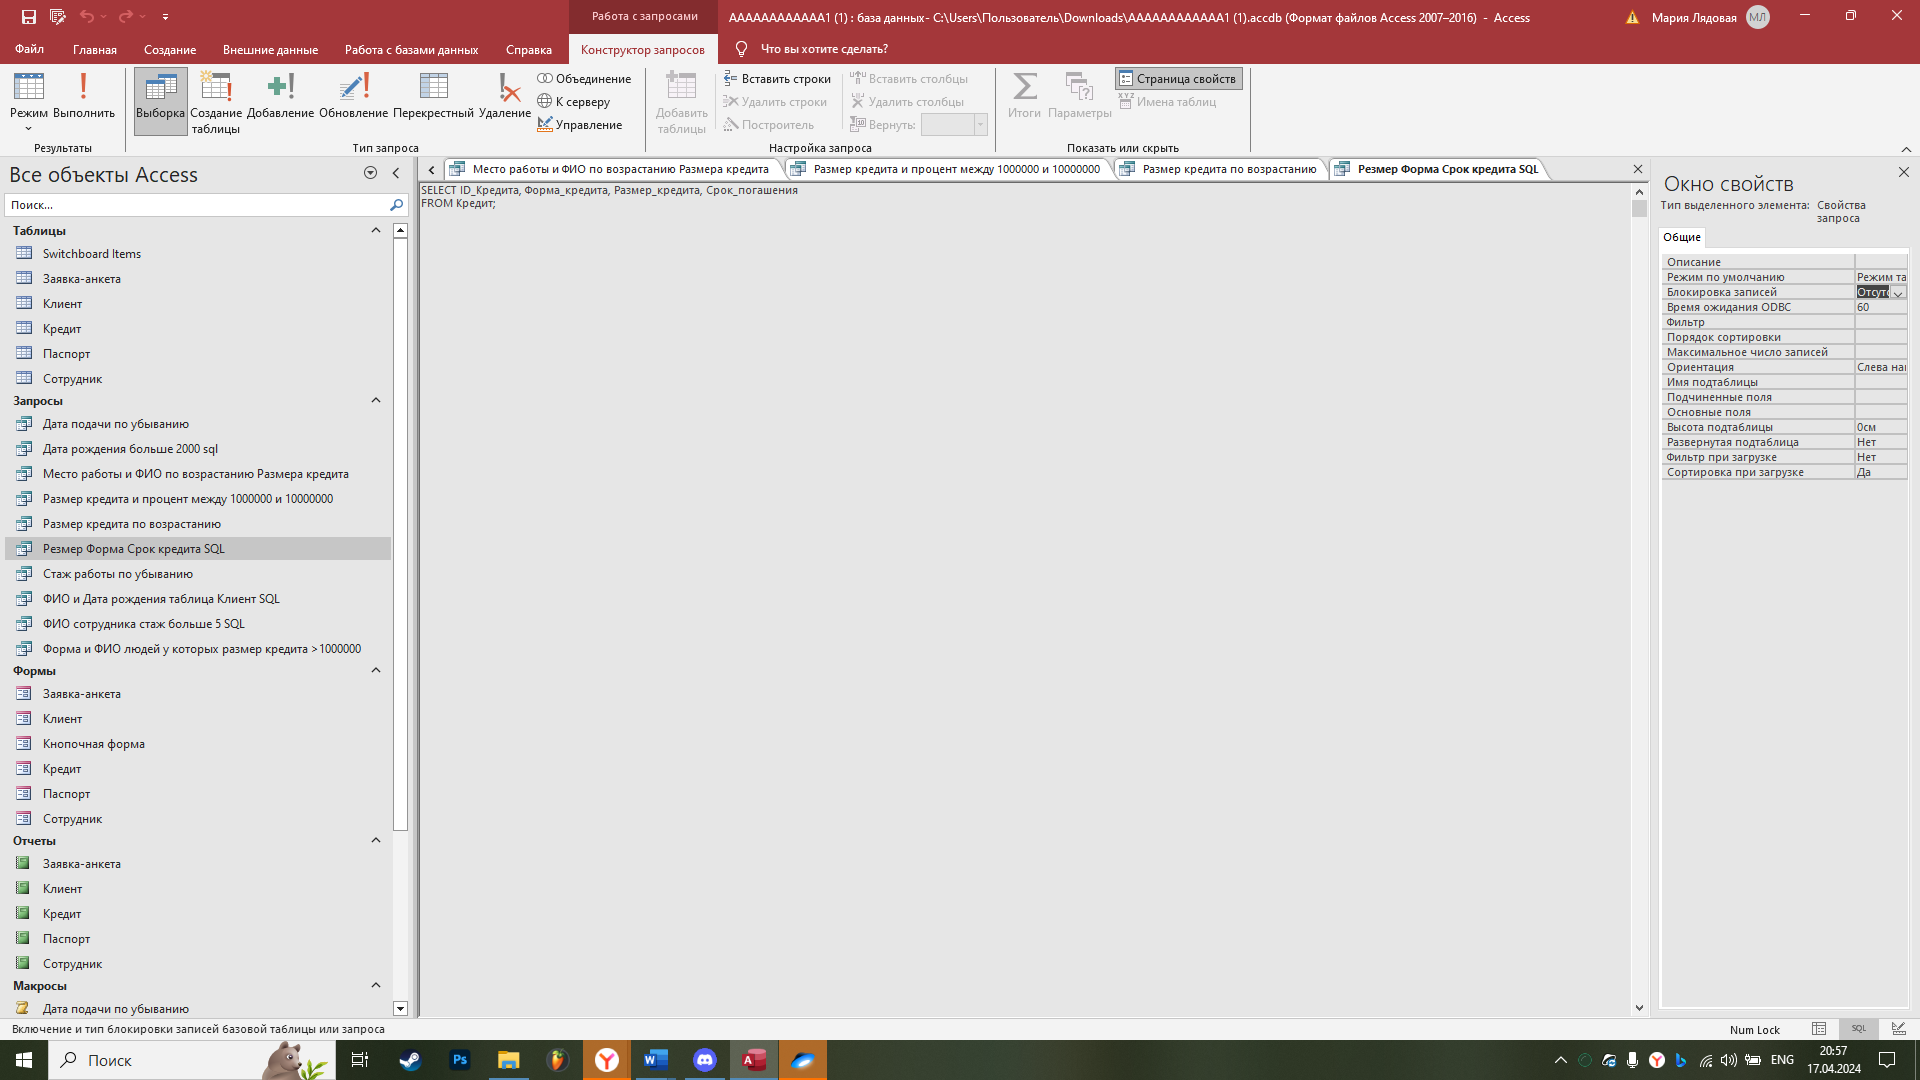 Работа с запросами
AAAAAAAAAAAA1 (1) : база данных- C:\Users\Пользователь\Downloads\AAAAAAAAAAAA1 (1).accdb (Формат файлов Access 2007–2016)  -  Access
Мария Лядовая
МЛ
Файл
Главная
Создание
Внешние данные
Работа с базами данных
Справка
Конструктор запросов
Что вы хотите сделать?
Режим
Выполнить
Результаты
Выборка
Создание таблицы
Добавление
Обновление
Перекрестный
Удаление
Объединение
К серверу
Управление
Тип запроса
Добавить таблицы
Вставить строки
Удалить строки
Построитель
Вставить столбцы
Удалить столбцы
Вернуть:
Настройка запроса
Итоги
Параметры
Страница свойств
Имена таблиц
Показать или скрыть
Все объекты Access
Поиск...
Таблицы
Switchboard Items
Заявка-анкета
Клиент
Кредит
Паспорт
Сотрудник
Запросы
Дата подачи по убыванию
Дата рождения больше 2000 sql
Место работы и ФИО по возрастанию Размера кредита
Размер кредита и процент между 1000000 и 10000000
Размер кредита по возрастанию
Резмер Форма Срок кредита SQL
Стаж работы по убыванию
ФИО и Дата рождения таблица Клиент SQL
ФИО сотрудника стаж больше 5 SQL
Форма и ФИО людей у которых размер кредита >1000000
Формы
Заявка-анкета
Клиент
Кнопочная форма
Кредит
Паспорт
Сотрудник
Отчеты
Заявка-анкета
Клиент
Кредит
Паспорт
Сотрудник
Макросы
Дата подачи по убыванию
Место работы и ФИО по возрастанию Размера кредита
Размер кредита и процент между 1000000 и 10000000
Размер кредита по возрастанию
Резмер Форма Срок кредита SQL
SELECT ID_Кредита, Форма_кредита, Размер_кредита, Срок_погашения
FROM Кредит;
Окно свойств
Тип выделенного элемента: Свойства запроса
Общие
Описание
Режим по умолчанию Режим та
Блокировка записей Отсут
Время ожидания ODBC 60
Фильтр
Порядок сортировки
Максимальное число записей
Ориентация Слева на
Имя подтаблицы
Подчиненные поля
Основные поля
Высота подтаблицы 0см
Развернутая подтаблица Нет
Фильтр при загрузке Нет
Сортировка при загрузке Да
Включение и тип блокировки записей базовой таблицы или запроса
Num Lock
SQL
Поиск
ENG
20:57
17.04.2024